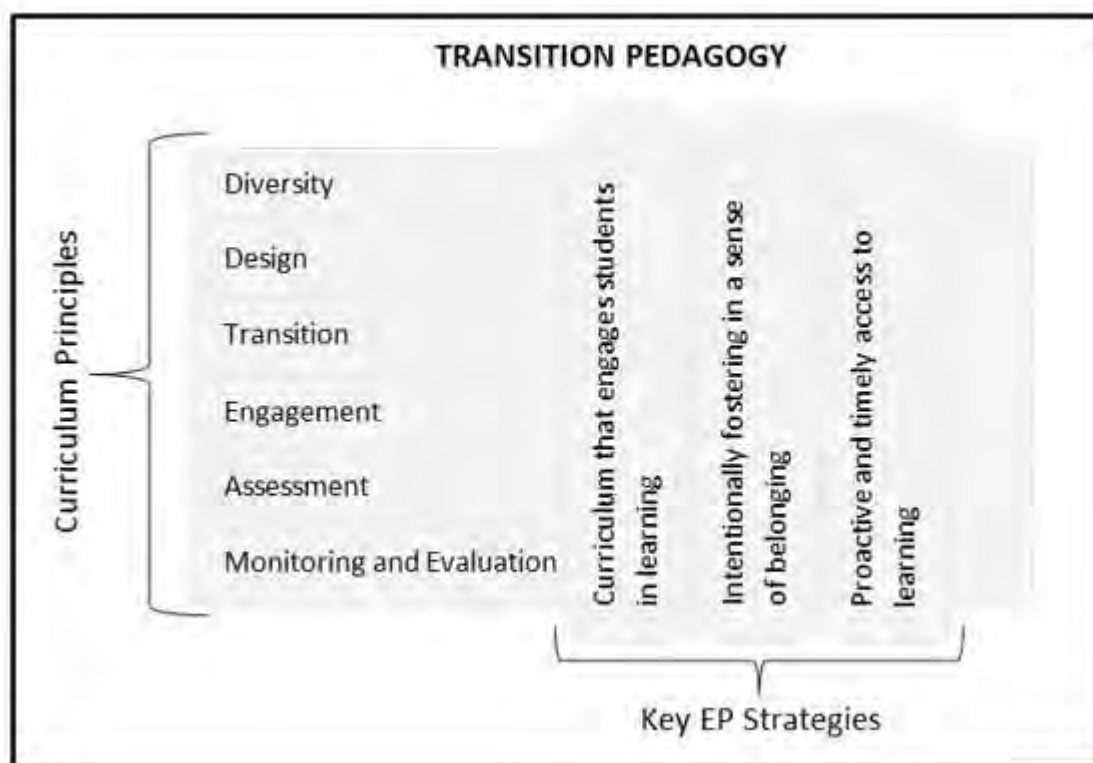 TRANSITION PEDAGOGY
Curriculum Principles
Diversity
Design
Transition
Engagement
Assessment
Monitoring and Evaluation
Curriculum that engages students
in learning
Intentionally fostering in a sense
of belonging
Proactive and timely access to
learning
Key EP Strategies